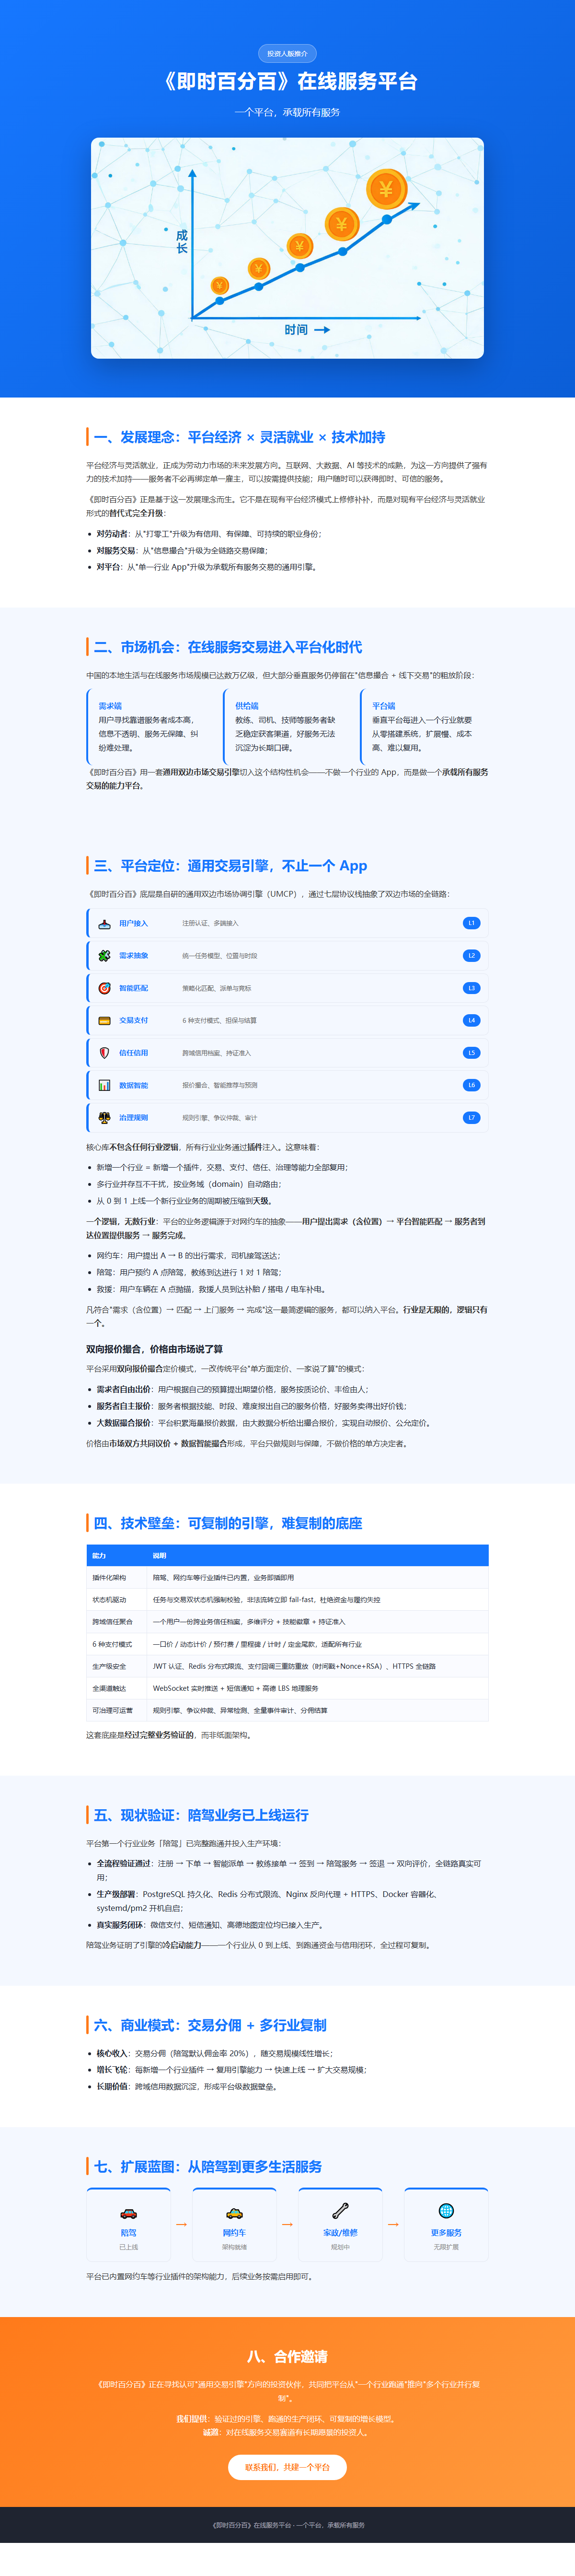 投资人版推介
《即时百分百》在线服务平台
一个平台，承载所有服务
成长
时间 →
¥
¥
¥
¥
¥
一、发展理念：平台经济 × 灵活就业 × 技术加持
平台经济与灵活就业，正成为劳动力市场的未来发展方向。互联网、大数据、AI 等技术的成熟，为这一方向提供了强有
力的技术加持——服务者不必再绑定单一雇主，可以按需提供技能；用户随时可以获得即时、可信的服务。
《即时百分百》正是基于这一发展理念而生。它不是在现有平台经济模式上修修补补，而是对现有平台经济与灵活就业
形式的替代式完全升级：
• 对劳动者：从"打零工"升级为有信用、有保障、可持续的职业身份；
• 对服务交易：从"信息撮合"升级为全链路交易保障；
• 对平台：从"单一行业 App"升级为承载所有服务交易的通用引擎。
二、市场机会：在线服务交易进入平台化时代
中国的本地生活与在线服务市场规模已达数万亿级，但大部分垂直服务仍停留在"信息撮合 + 线下交易"的粗放阶段：
需求端
用户寻找靠谱服务者成本高，
信息不透明、服务无保障、纠
纷难处理。
供给端
教练、司机、技师等服务者缺
乏稳定获客渠道，好服务无法
沉淀为长期口碑。
平台端
垂直平台每进入一个行业就要
从零搭建系统，扩展慢、成本
高、难以复用。
《即时百分百》用一套通用双边市场交易引擎切入这个结构性机会——不做一个行业的 App，而是做一个承载所有服务
交易的能力平台。
三、平台定位：通用交易引擎，不止一个 App
《即时百分百》底层是自研的通用双边市场协调引擎（UMCP），通过七层协议栈抽象了双边市场的全链路：
用户接入 注册认证、多端接入 L1
需求抽象 统一任务模型、位置与时段 L2
智能匹配 策略化匹配、派单与竞标 L3
交易支付 6 种支付模式、担保与结算 L4
信任信用 跨域信用档案、持证准入 L5
数据智能 报价撮合、智能推荐与预测 L6
治理规则 规则引擎、争议仲裁、审计 L7
核心库不包含任何行业逻辑，所有行业业务通过插件注入。这意味着：
• 新增一个行业 = 新增一个插件，交易、支付、信任、治理等能力全部复用；
• 多行业并存互不干扰，按业务域（domain）自动路由；
• 从 0 到 1 上线一个新行业业务的周期被压缩到天级。
一个逻辑，无数行业：平台的业务逻辑源于对网约车的抽象——用户提出需求（含位置）→ 平台智能匹配 → 服务者到
达位置提供服务 → 服务完成。
• 网约车：用户提出 A → B 的出行需求，司机接驾送达；
• 陪驾：用户预约 A 点陪驾，教练到达进行 1 对 1 陪驾；
• 救援：用户车辆在 A 点抛锚，救援人员到达补胎 / 搭电 / 电车补电。
凡符合"需求（含位置）→ 匹配 → 上门服务 → 完成"这一最简逻辑的服务，都可以纳入平台。行业是无限的，逻辑只有
一个。
双向报价撮合，价格由市场说了算
平台采用双向报价撮合定价模式，一改传统平台"单方面定价、一家说了算"的模式：
• 需求者自由出价：用户根据自己的预算提出期望价格，服务按质论价、丰俭由人；
• 服务者自主报价：服务者根据技能、时段、难度报出自己的服务价格，好服务卖得出好价钱；
• 大数据撮合报价：平台积累海量报价数据，由大数据分析给出撮合报价，实现自动报价、公允定价。
价格由市场双方共同议价 + 数据智能撮合形成，平台只做规则与保障，不做价格的单方决定者。
四、技术壁垒：可复制的引擎，难复制的底座
能力 说明
插件化架构 陪驾、网约车等行业插件已内置，业务即插即用
状态机驱动 任务与交易双状态机强制校验，非法流转立即 fail-fast，杜绝资金与履约失控
跨域信任聚合 一个用户一份跨业务信任档案，多维评分 + 技能徽章 + 持证准入
6 种支付模式 一口价 / 动态计价 / 预付费 / 里程碑 / 计时 / 定金尾款，适配所有行业
生产级安全 JWT 认证、Redis 分布式限流、支付回调三重防重放（时间戳+Nonce+RSA）、HTTPS 全链路
全渠道触达 WebSocket 实时推送 + 短信通知 + 高德 LBS 地理服务
可治理可运营 规则引擎、争议仲裁、异常检测、全量事件审计、分佣结算
这套底座是经过完整业务验证的，而非纸面架构。
五、现状验证：陪驾业务已上线运行
平台第一个行业业务「陪驾」已完整跑通并投入生产环境：
• 全流程验证通过：注册 → 下单 → 智能派单 → 教练接单 → 签到 → 陪驾服务 → 签退 → 双向评价，全链路真实可
用；
• 生产级部署：PostgreSQL 持久化、Redis 分布式限流、Nginx 反向代理 + HTTPS、Docker 容器化、
systemd/pm2 开机自启；
• 真实服务闭环：微信支付、短信通知、高德地图定位均已接入生产。
陪驾业务证明了引擎的冷启动能力——一个行业从 0 到上线、到跑通资金与信用闭环，全过程可复制。
六、商业模式：交易分佣 + 多行业复制
• 核心收入：交易分佣（陪驾默认佣金率 20%），随交易规模线性增长；
• 增长飞轮：每新增一个行业插件 → 复用引擎能力 → 快速上线 → 扩大交易规模；
• 长期价值：跨域信用数据沉淀，形成平台级数据壁垒。
七、扩展蓝图：从陪驾到更多生活服务
陪驾
已上线
→
网约车
架构就绪
→
家政/维修
规划中
→
更多服务
无限扩展
平台已内置网约车等行业插件的架构能力，后续业务按需启用即可。
八、合作邀请
《即时百分百》正在寻找认可"通用交易引擎"方向的投资伙伴，共同把平台从"一个行业跑通"推向"多个行业并行复
制"。
我们提供：验证过的引擎、跑通的生产闭环、可复制的增长模型。
诚邀：对在线服务交易赛道有长期愿景的投资人。
联系我们，共建一个平台
《即时百分百》在线服务平台 · 一个平台，承载所有服务